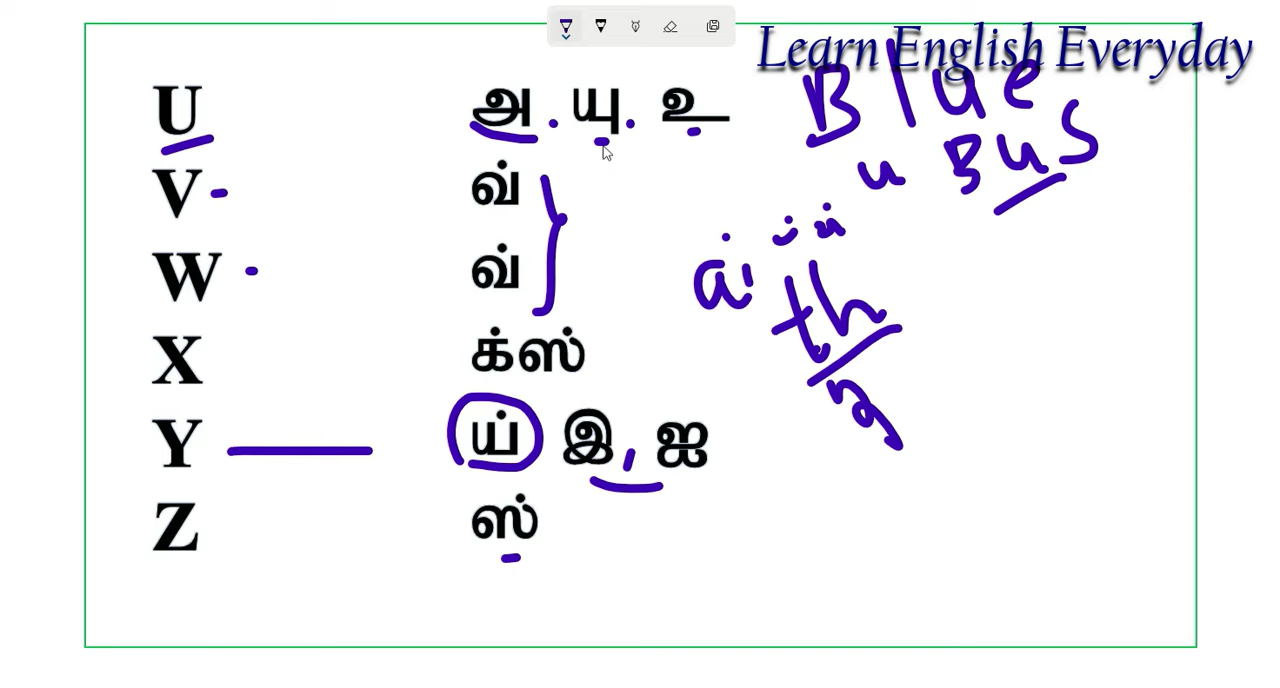 Learn English Everyday
U அ . யு . உ Blue
V - வ் u BUS
W - வ்
X க்ஸ் th
Y ய் இ , ஐ
Z ஸ்